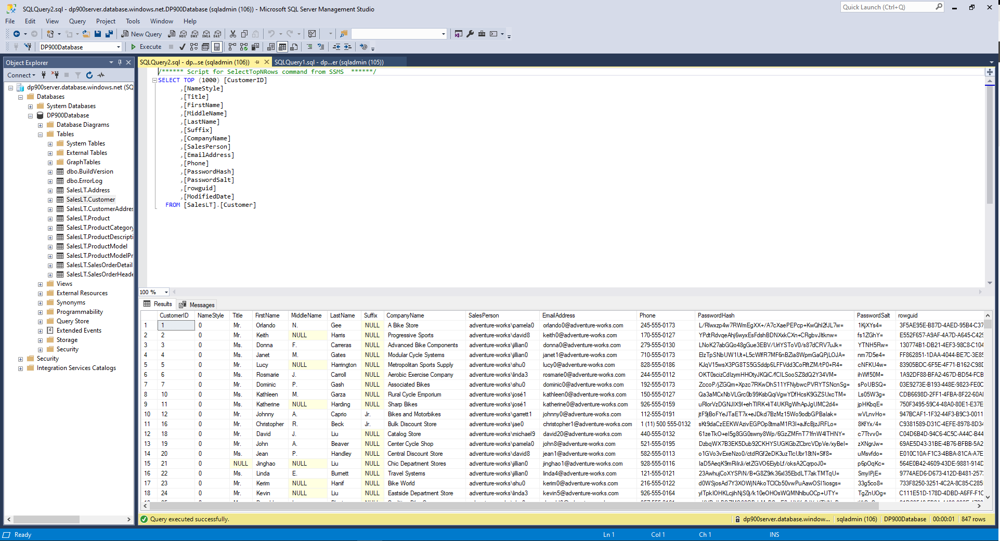 SQLQuery2.sql - dp900server.database.windows.net.DP900Database (sqladmin (106)) - Microsoft SQL Server Management Studio
Quick Launch (Ctrl+Q)
File Edit View Query Project Tools Window Help
New Query MDX DMX XMLA DAX
DP900Database Execute
Object Explorer
Connect
dp900server.database.windows.net (SQ
Databases
System Databases
DP900Database
Database Diagrams
Tables
System Tables
External Tables
GraphTables
dbo.BuildVersion
dbo.ErrorLog
SalesLT.Address
SalesLT.Customer
SalesLT.CustomerAddres
SalesLT.Product
SalesLT.ProductCategory
SalesLT.ProductDescripti
SalesLT.ProductModel
SalesLT.ProductModelPr
SalesLT.SalesOrderDetail
SalesLT.SalesOrderHeade
Views
External Resources
Synonyms
Programmability
Query Store
Extended Events
Storage
Security
Security
Integration Services Catalogs
SQLQuery2.sql - dp...se (sqladmin (106)) SQLQuery1.sql - dp...er (sqladmin (105))
/****** Script for SelectTopNRows command from SSMS ******/
SELECT TOP (1000) [CustomerID]
,[NameStyle]
,[Title]
,[FirstName]
,[MiddleName]
,[LastName]
,[Suffix]
,[CompanyName]
,[SalesPerson]
,[EmailAddress]
,[Phone]
,[PasswordHash]
,[PasswordSalt]
,[rowguid]
,[ModifiedDate]
FROM [SalesLT].[Customer]
100 %
Results Messages
CustomerID NameStyle Title FirstName MiddleName LastName Suffix CompanyName SalesPerson EmailAddress Phone PasswordHash PasswordSalt rowguid
1 1 0 Mr. Orlando N. Gee NULL A Bike Store adventure-works\pamela0 orlando0@adventure-works.com 245-555-0173 L/Rlwxzp4w7RWmEgXX+/A7cXaePEPcp+KwQhl2fJL7w= 1KjXYs4= 3F5AE95E-B87D-4AED-95B4-C37
2 2 0 Mr. Keith NULL Harris NULL Progressive Sports adventure-works\david8 keith0@adventure-works.com 170-555-0127 YPdtRdvqeAhj6wyxEsFdshBDNXxkCXn+CRgbvJItknw= fs1ZGhY= E552F657-A9AF-4A7D-A645-C429
3 3 0 Ms. Donna F. Carreras NULL Advanced Bike Components adventure-works\jillian0 donna0@adventure-works.com 279-555-0130 LNoK27abGQo48gGue3EBV/UrlYSToV0/s87dCRV7uJk= YTNH5Rw= 130774B1-DB21-4EF3-98C8-C104
4 4 0 Ms. Janet M. Gates NULL Modular Cycle Systems adventure-works\jillian0 janet1@adventure-works.com 710-555-0173 ElzTpSNbUW1Ut+L5cWlfR7MF6nBZia8WpmGaQPjLOJA= nm7D5e4= FF862851-1DAA-4044-BE7C-3E85
5 5 0 Mr. Lucy NULL Harrington NULL Metropolitan Sports Supply adventure-works\shu0 lucy0@adventure-works.com 828-555-0186 KJqV15wsX3PG8TS5GSddp6LFFVdd3CoRftZM/tP0+R4= cNFKU4w= 83905BDC-6F5E-4F71-B162-C98D
6 6 0 Ms. Rosmarie J. Carroll NULL Aerobic Exercise Company adventure-works\linda3 rosmarie0@adventure-works.com 244-555-0112 OKT0scizCdIzymHHOtyJKQiC/fCILSooSZ8dQ2Y34VM= ihWf50M= 1A92DF88-BFA2-467D-BD54-FCB
7 7 0 Mr. Dominic P. Gash NULL Associated Bikes adventure-works\shu0 dominic0@adventure-works.com 192-555-0173 ZccoP/jZGQm+Xpzc7RKwDhS11YFNybwcPVRYTSNcnSg= sPoUBSQ= 03E9273E-B193-448E-9823-FE0C
8 10 0 Ms. Kathleen M. Garza NULL Rural Cycle Emporium adventure-works\josé1 kathleen0@adventure-works.com 150-555-0127 Qa3aMCxNbVLGrc0b99KsbQqiVgwYDfHcsK9GZSUxcTM= Ls05W3g= CDB6698D-2FF1-4FBA-8F22-60AI
9 11 0 Ms. Katherine NULL Harding NULL Sharp Bikes adventure-works\josé1 katherine0@adventure-works.com 926-555-0159 uRlorVzDGNJIX9I+ehTlRK+liT4UKRgWhApJgUMC2d4= jpHKbqE= 750F3495-59C4-48A0-80E1-E37E
10 12 0 Mr. Johnny A. Caprio Jr. Bikes and Motorbikes adventure-works\garrett1 johnny0@adventure-works.com 112-555-0191 jtF9jBoFYeJTaET7x+eJDkd7BzMz15Wo9odbGPBaIak= wVLnvHo= 947BCAF1-1F32-44F3-B9C3-0011
11 16 0 Mr. Christopher R. Beck Jr. Bulk Discount Store adventure-works\jae0 christopher1@adventure-works.com 1 (11) 500 555-0132 sKt9daCzEEKWAzivEGPOp8tmaM1R3I+aJfcBjzJRFLo= 8KfYx/4= C9381589-D31C-4EFE-8978-8D34
12 18 0 Mr. David J. Liu NULL Catalog Store adventure-works\michael9 david20@adventure-works.com 440-555-0132 61zeTkO+eI5g8GG0swny8Wp/6GzZMFnT71fnW4lTHNY= c7Ttvv0= C04D6B4D-94C6-4C5C-A44C-B44
13 19 0 Mr. John A. Beaver NULL Center Cycle Shop adventure-works\pamela0 john8@adventure-works.com 521-555-0195 DzbqWX7B3EK5Dub92CKHYSUGKGbZCbrcVDpVe/xyBeI= zXNgrJw= 69AE5D43-31BE-4B76-BFBB-5A2
14 20 0 Ms. Jean P. Handley NULL Central Discount Store adventure-works\david8 jean1@adventure-works.com 582-555-0113 o1GVo3vExeNzo0/ctdRGf2eDK3uzTlcUbr18tN+Slf8= uMsvfdo= E010C10A-F1C3-4BBA-81CA-A7E
15 21 0 NULL Jinghao NULL Liu NULL Chic Department Stores adventure-works\jillian0 jinghao1@adventure-works.com 928-555-0116 IaD5AeqK9mRiIrJi/etZGVO6EiybLf/oksA2CqrpoJ0= p6pOqKc= 564E0B42-4609-43DE-9881-914D
16 22 0 Ms. Linda E. Burnett NULL Travel Systems adventure-works\jillian0 linda4@adventure-works.com 121-555-0121 23AwhujCoXYSPiN/B+G8Z9rk36xI35EbdLT7akTMTqU= SmyIPjE= 9774AED6-D673-412D-B481-2573
17 23 0 Mr. Kerim NULL Hanif NULL Bike World adventure-works\shu0 kerim0@adventure-works.com 216-555-0122 d0WSjosAd7Y3XOWjNAkoTClCb50vwPuAawOSI1iosgs= 33g5co8= 733F8250-3251-4C2A-8C85-C285
18 24 0 Mr. Kevin NULL Liu NULL Eastside Department Store adventure-works\linda3 kevin5@adventure-works.com 926-555-0164 ylTpkIOHKLcjihNjS0j/k10eOHOsWQMNhlbuOCp+UTY= TgZnUOg= C111E51D-178D-4DBD-A6FF-F1C
Query executed successfully. dp900server.database.window... sqladmin (106) DP900Database 00:00:01 847 rows
Ready Ln 1 Col 1 Ch 1 INS